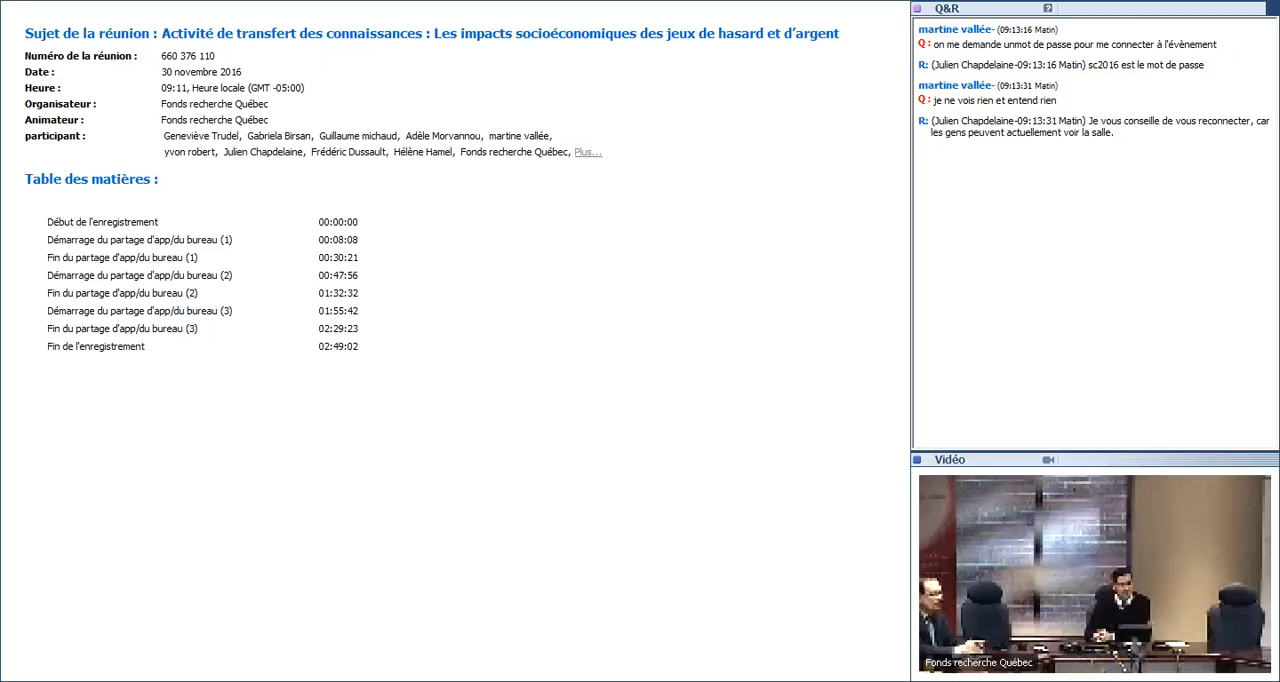 Sujet de la réunion : Activité de transfert des connaissances : Les impacts socioéconomiques des jeux de hasard et d’argent
Numéro de la réunion : 660 376 110
Date : 30 novembre 2016
Heure : 09:11, Heure locale (GMT -05:00)
Organisateur : Fonds recherche Québec
Animateur : Fonds recherche Québec
participant : Geneviève Trudel, Gabriela Birsan, Guillaume michaud, Adèle Morvannou, martine vallée,
yvon robert, Julien Chapdelaine, Frédéric Dussault, Hélène Hamel, Fonds recherche Québec, Plus...
Table des matières :
Début de l'enregistrement 00:00:00
Démarrage du partage d'app/du bureau (1) 00:08:08
Fin du partage d'app/du bureau (1) 00:30:21
Démarrage du partage d'app/du bureau (2) 00:47:56
Fin du partage d'app/du bureau (2) 01:32:32
Démarrage du partage d'app/du bureau (3) 01:55:42
Fin du partage d'app/du bureau (3) 02:29:23
Fin de l'enregistrement 02:49:02
Q&R
martine vallée- (09:13:16 Matin)
Q : on me demande unmot de passe pour me connecter à l'évènement
R: (Julien Chapdelaine-09:13:16 Matin) sc2016 est le mot de passe
martine vallée- (09:13:31 Matin)
Q : je ne vois rien et entend rien
R: (Julien Chapdelaine-09:13:31 Matin) Je vous conseille de vous reconnecter, car
les gens peuvent actuellement voir la salle.
Vidéo
Fonds recherche Québec